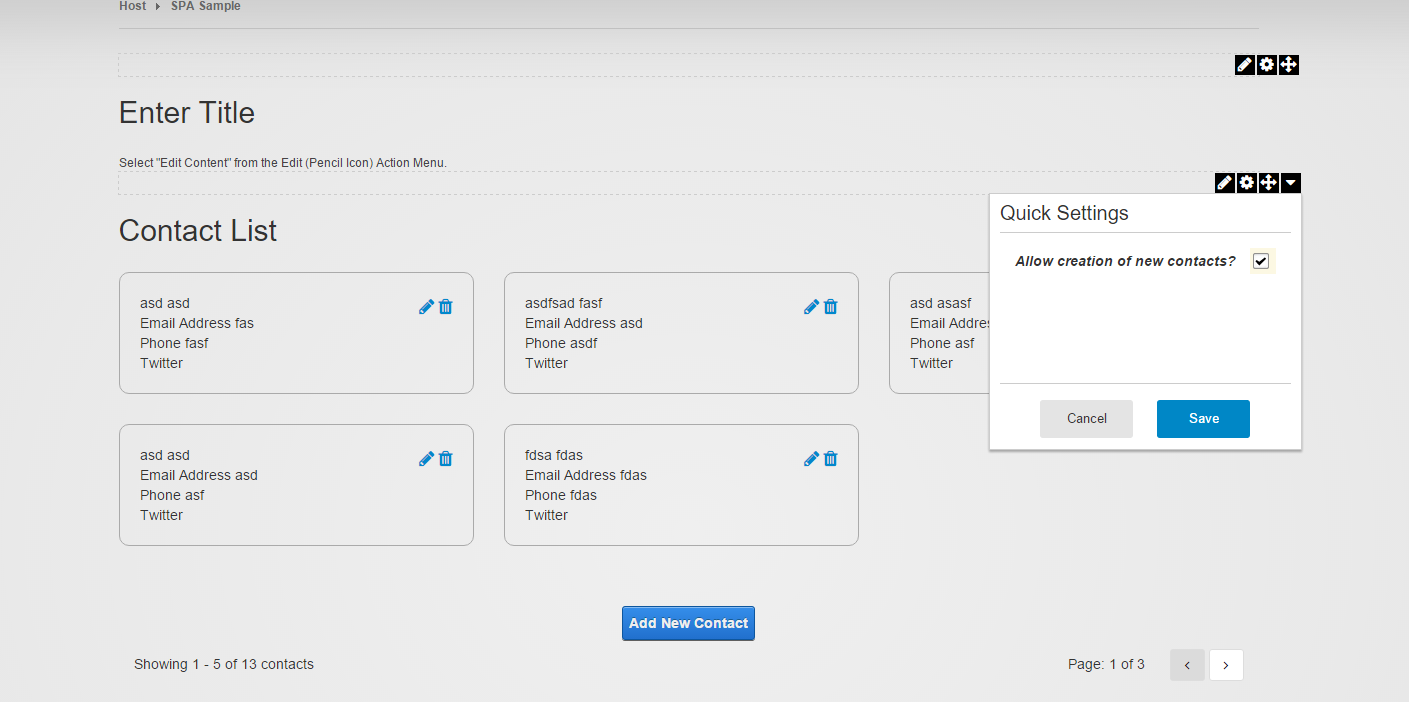 Host SPA Sample
Enter Title
Select "Edit Content" from the Edit (Pencil Icon) Action Menu.
Quick Settings
Allow creation of new contacts?
Cancel Save
Contact List
asd asd
Email Address fas
Phone fasf
Twitter
asdfsad fasf
Email Address asd
Phone asdf
Twitter
asd asasf
Email Addres
Phone asf
Twitter
asd asd
Email Address asd
Phone asf
Twitter
fdsa fdas
Email Address fdas
Phone fdas
Twitter
Add New Contact
Showing 1 - 5 of 13 contacts
Page: 1 of 3 ‹ ›